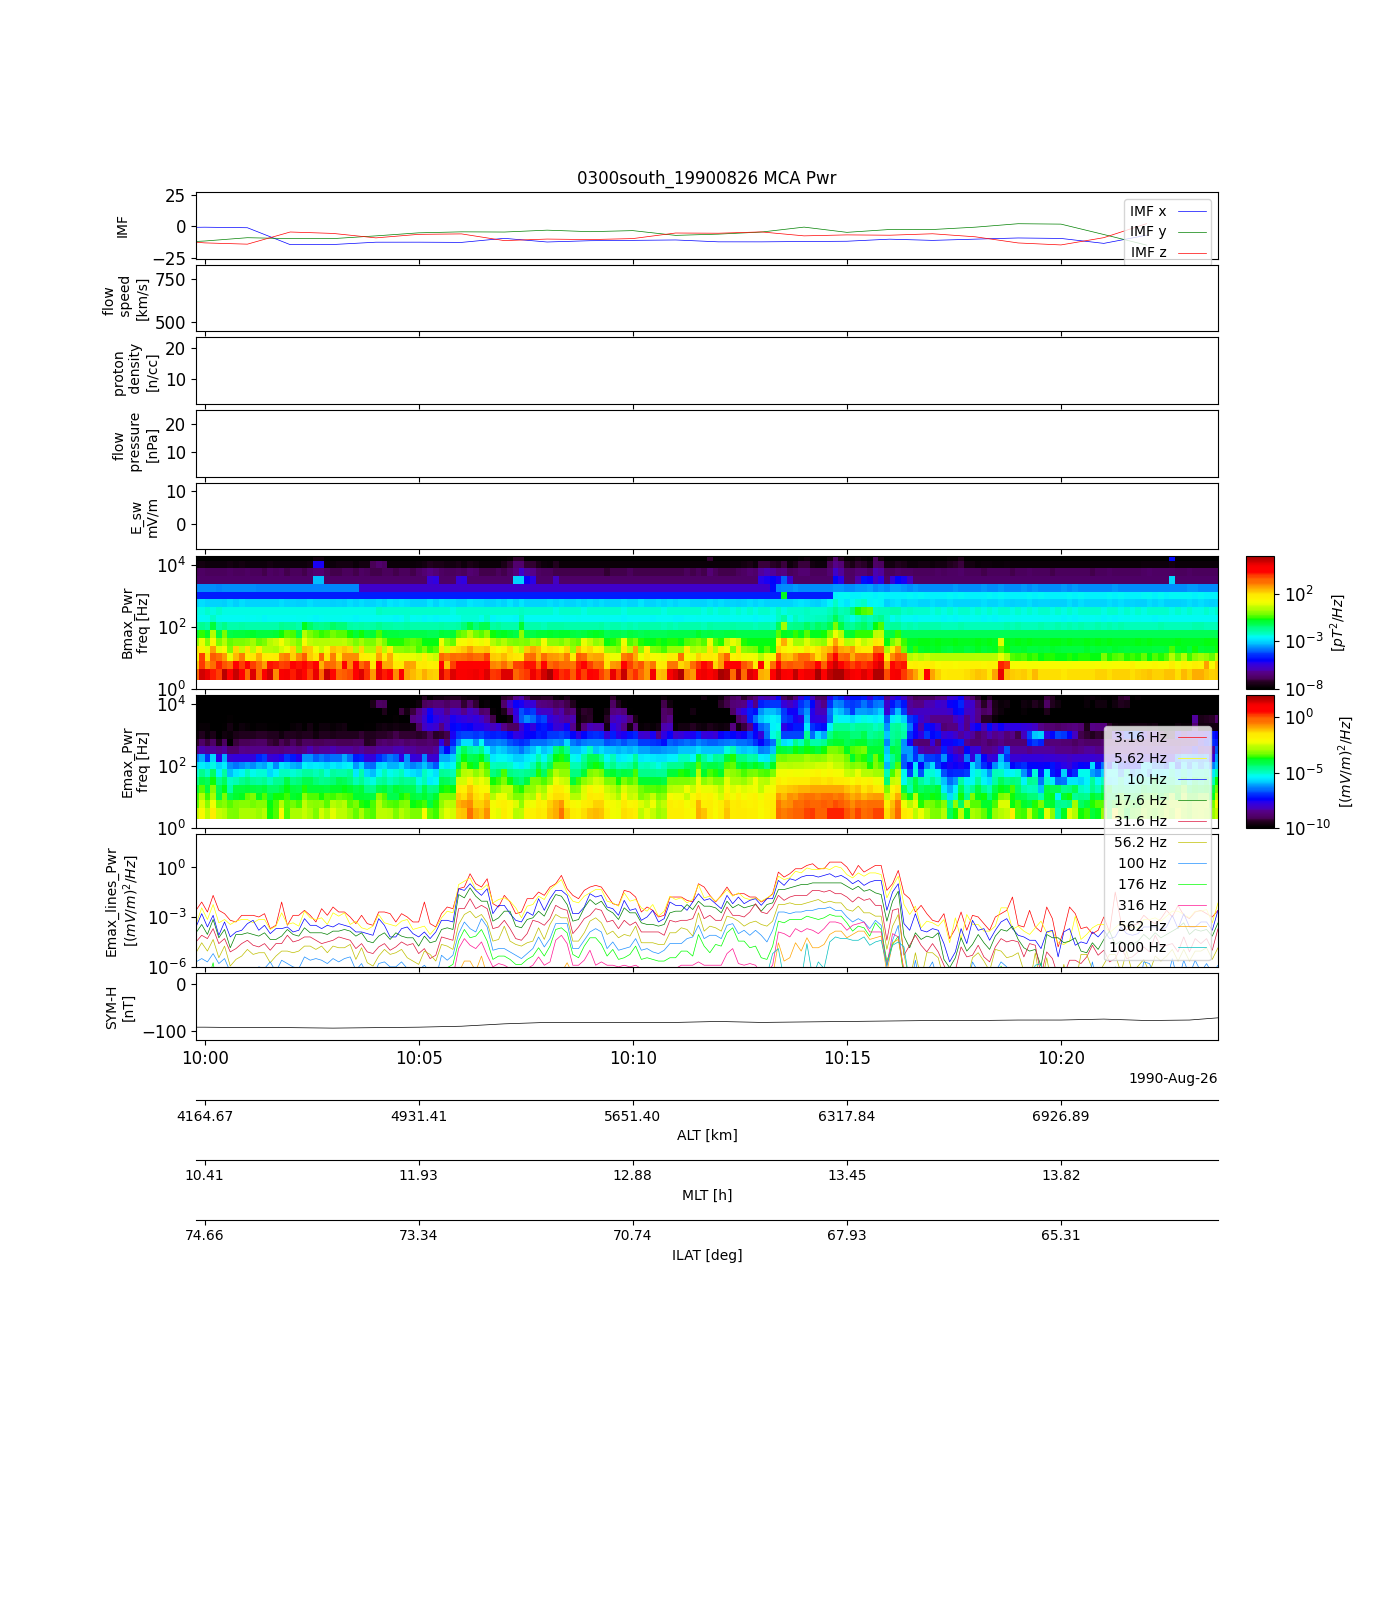 0300south_19900826 MCA Pwr
IMF
25
0
−25
IMF x
IMF y
IMF z
flow
speed
[km/s]
750
500
proton
density
[n/cc]
20
10
flow
pressure
[nPa]
20
10
E_sw
mV/m
10
0
Bmax_Pwr
freq [Hz]
10^4
10^2
10^0
10^2
10^−3
10^−8
[pT^2/Hz]
Emax_Pwr
freq [Hz]
10^4
10^2
10^0
10^0
10^−5
10^−10
[(mV/m)^2/Hz]
3.16 Hz
5.62 Hz
10 Hz
17.6 Hz
31.6 Hz
56.2 Hz
100 Hz
176 Hz
316 Hz
562 Hz
1000 Hz
Emax_lines_Pwr
[(mV/m)^2/Hz]
10^0
10^−3
10^−6
SYM-H
[nT]
0
−100
10:00 10:05 10:10 10:15 10:20
1990-Aug-26
4164.67 4931.41 5651.40 6317.84 6926.89
ALT [km]
10.41 11.93 12.88 13.45 13.82
MLT [h]
74.66 73.34 70.74 67.93 65.31
ILAT [deg]